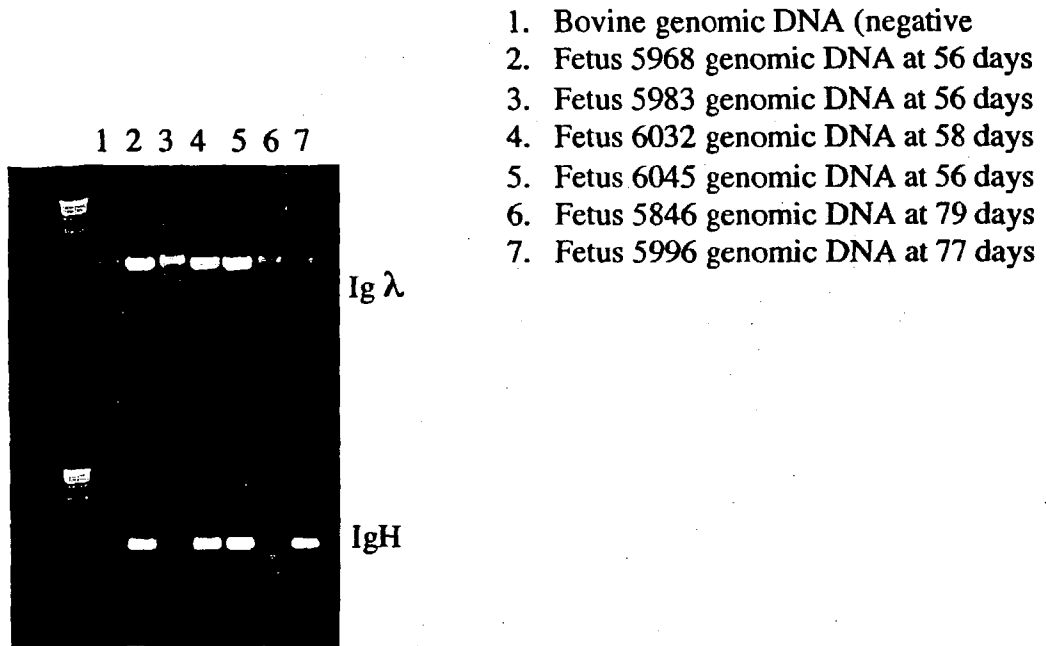 1. Bovine genomic DNA (negative
2. Fetus 5968 genomic DNA at 56 days
3. Fetus 5983 genomic DNA at 56 days
4. Fetus 6032 genomic DNA at 58 days
5. Fetus 6045 genomic DNA at 56 days
6. Fetus 5846 genomic DNA at 79 days
7. Fetus 5996 genomic DNA at 77 days
1 2 3 4 5 6 7
Ig λ
IgH